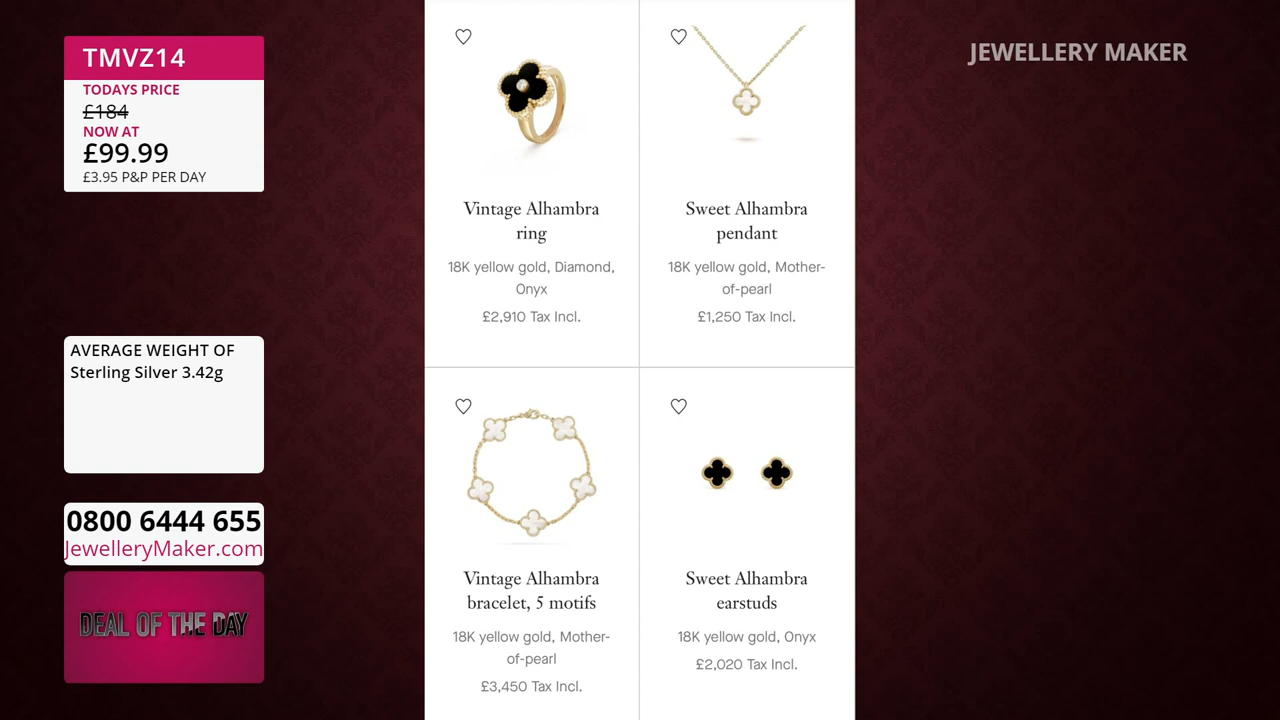 TMVZ14
TODAYS PRICE
£184
NOW AT
£99.99
£3.95 P&P PER DAY
AVERAGE WEIGHT OF
Sterling Silver 3.42g
0800 6444 655
JewelleryMaker.com
DEAL OF THE DAY
Vintage Alhambra
ring
18K yellow gold, Diamond,
Onyx
£2,910 Tax Incl.
Sweet Alhambra
pendant
18K yellow gold, Mother-
of-pearl
£1,250 Tax Incl.
Vintage Alhambra
bracelet, 5 motifs
18K yellow gold, Mother-
of-pearl
£3,450 Tax Incl.
Sweet Alhambra
earstuds
18K yellow gold, Onyx
£2,020 Tax Incl.
JEWELLERY MAKER